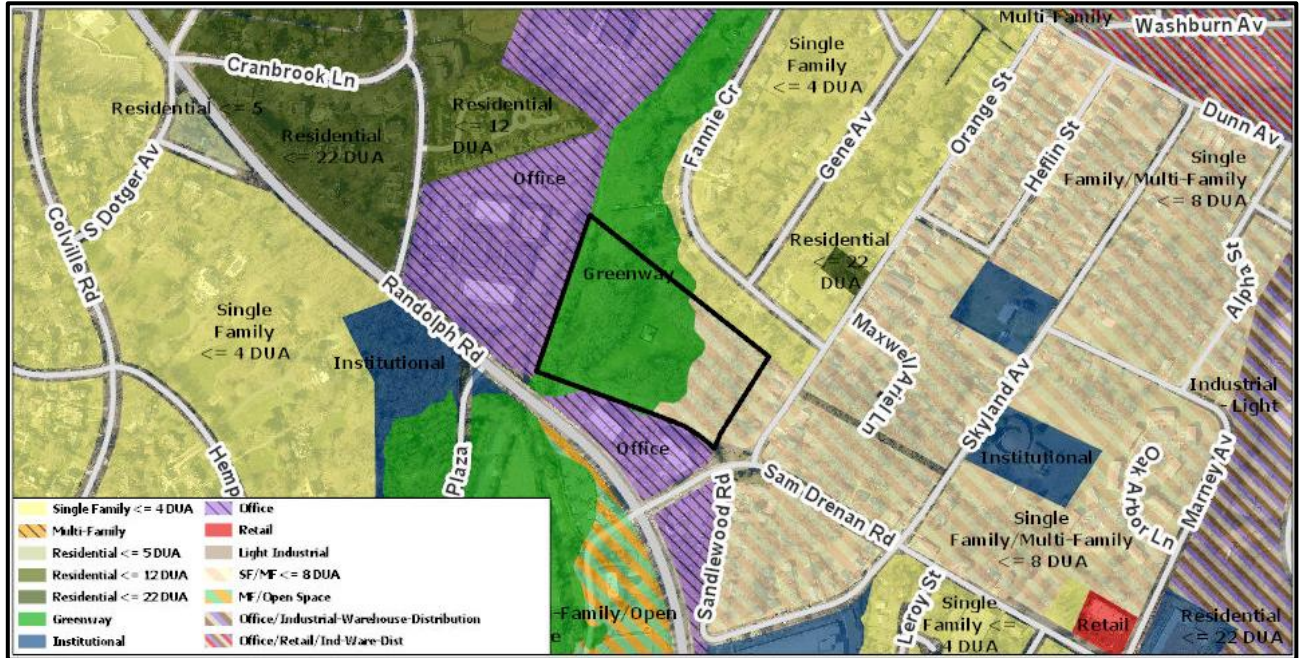 Multi-Family
Washburn Av
Cranbrook Ln
Single
Family
<= 4 DUA
Fannie Cr
Gene Av
Orange St
Heflin St
Dunn Av
Residential <= 5
Residential
<= 22 DUA
Residential
<= 12
DUA
Office
Single
Family/Multi-Family
<= 8 DUA
S Dotger Av
Colville Rd
Greenway
Residential
<= 22
DUA
Alpha St
Single
Family
<= 4 DUA
Randolph Rd
Institutional
Maxwell
Ariel Ln
Skyland Av
Industrial
- Light
Hemp
Plaza
Office
Institutional
Oak Arbor Ln
Marney Av
Sandlewood Rd
Sam Drenan Rd
Single
Family/Multi-Family
<= 8 DUA
-Family/Open
e
Leroy St
Single
Family <=
4 DUA
Retail
Residential
<= 22 DUA
Single Family <= 4 DUA
Multi-Family
Residential <= 5 DUA
Residential <= 12 DUA
Residential <= 22 DUA
Greenway
Institutional
Office
Retail
Light Industrial
SF/MF <= 8 DUA
MF/Open Space
Office/Industrial-Warehouse-Distribution
Office/Retail/Ind-Ware-Dist